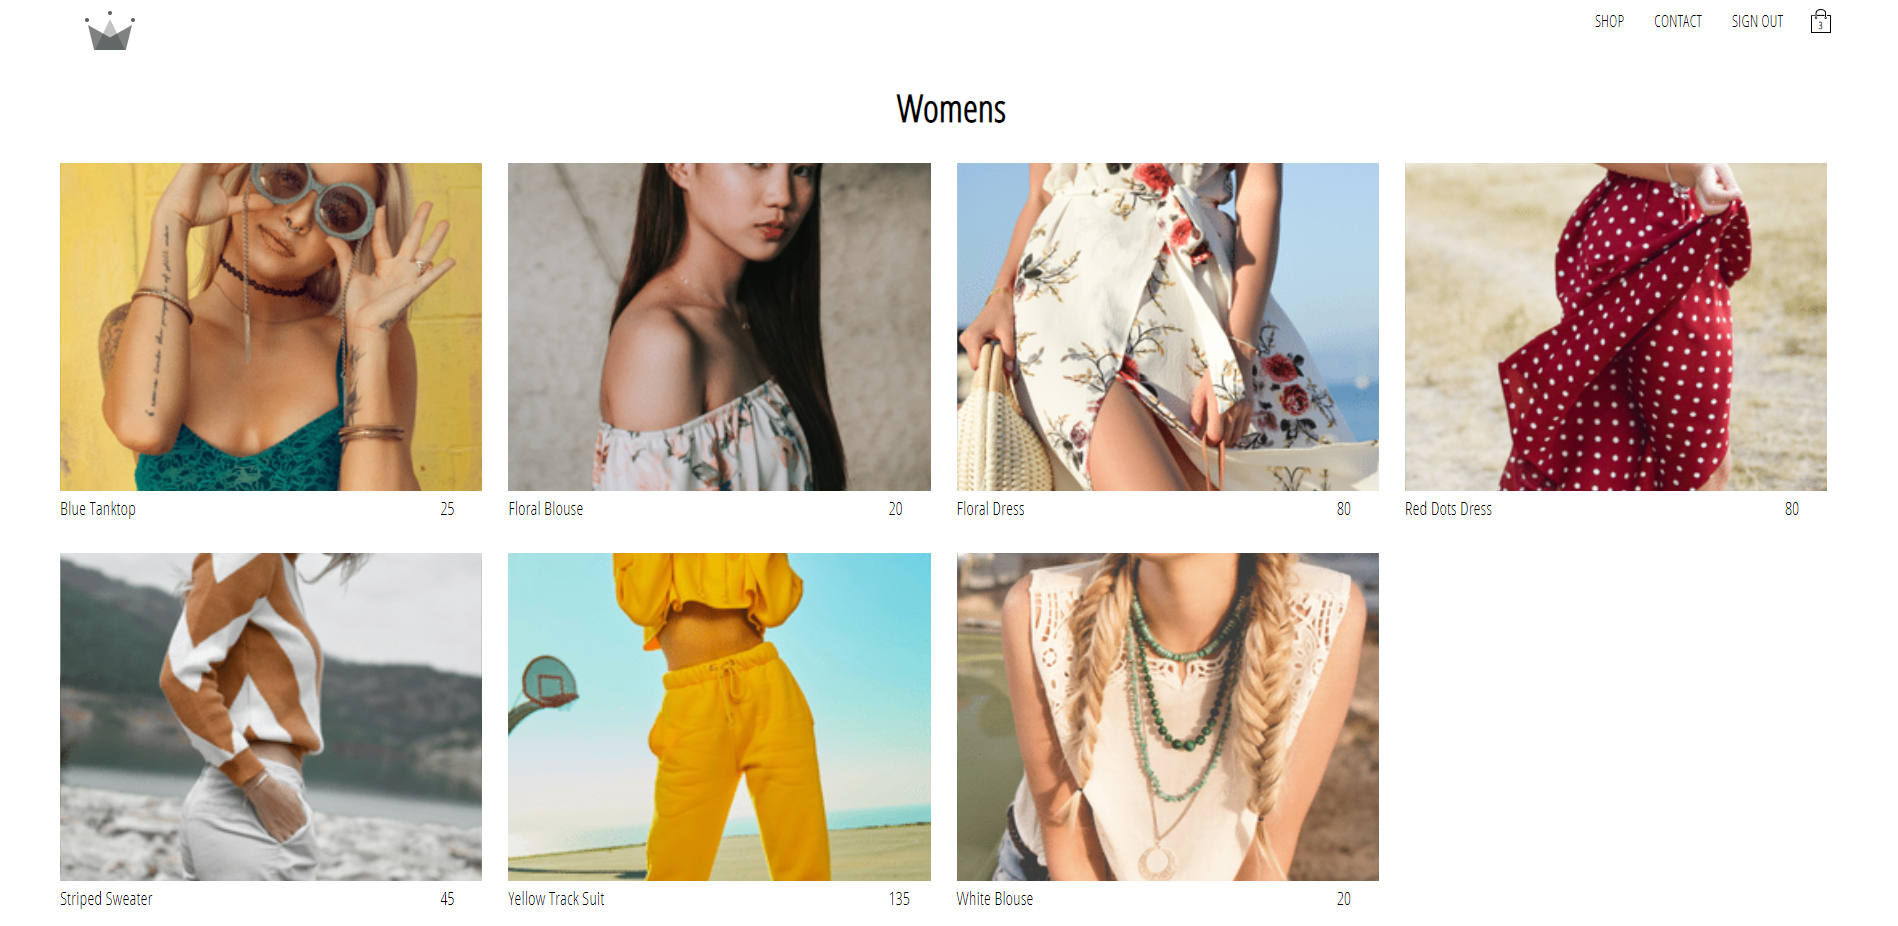 SHOP CONTACT SIGN OUT 3
Womens
Blue Tanktop 25
Floral Blouse 20
Floral Dress 80
Red Dots Dress 80
Striped Sweater 45
Yellow Track Suit 135
White Blouse 20